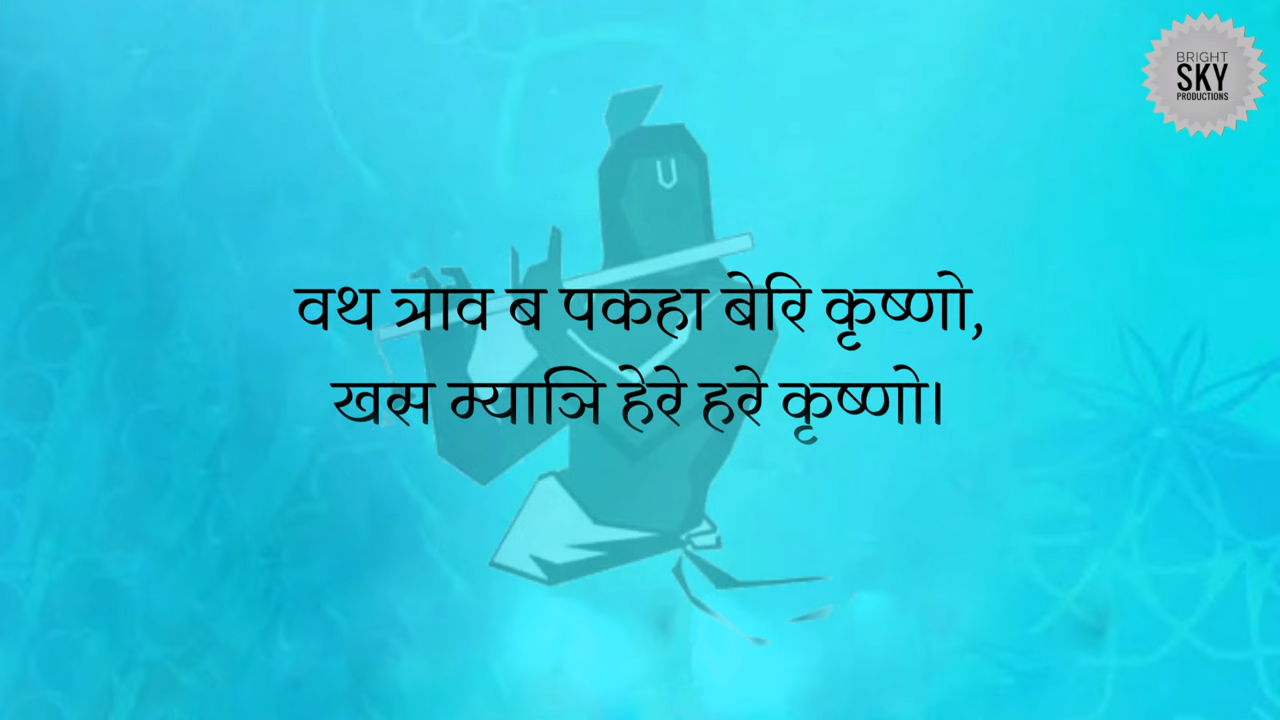 BRIGHT
SKY
PRODUCTIONS
वथ त्राव ब पकहा बेरि कृष्णो,
खस म्याञि हेरे हरे कृष्णो।